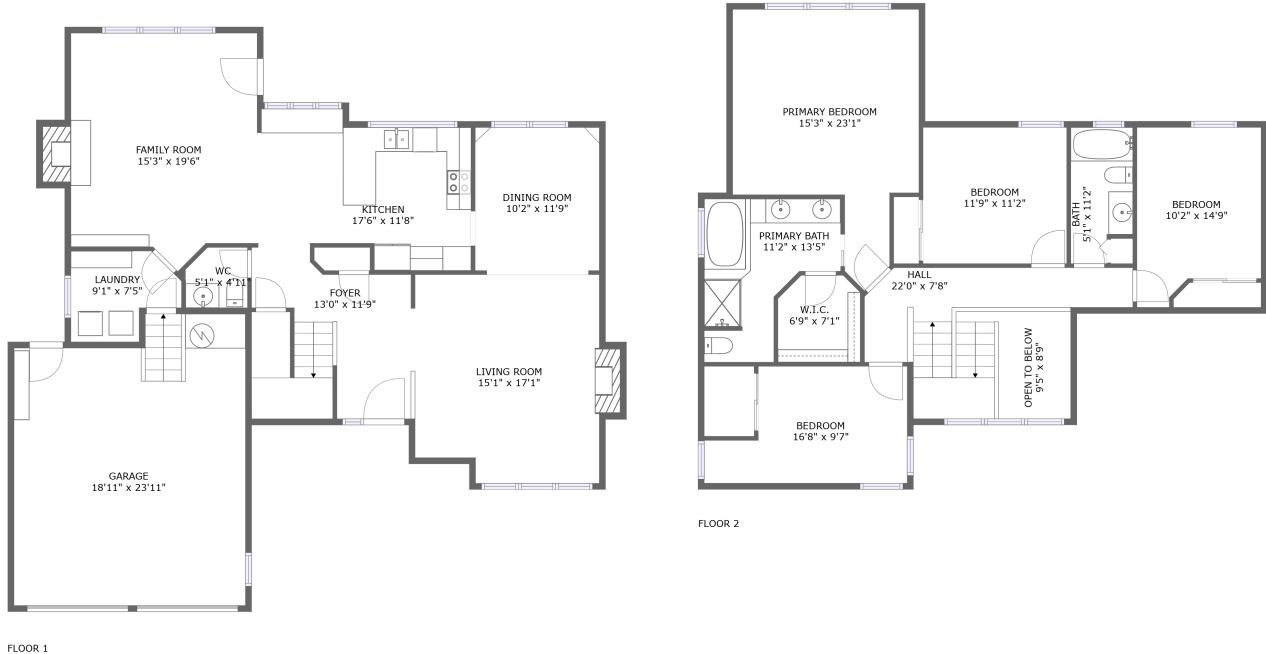 FAMILY ROOM
15'3" x 19'6"
KITCHEN
17'6" x 11'8"
DINING ROOM
10'2" x 11'9"
LAUNDRY
9'1" x 7'5"
WC
5'1" x 4'11"
FOYER
13'0" x 11'9"
LIVING ROOM
15'1" x 17'1"
GARAGE
18'11" x 23'11"
FLOOR 1
PRIMARY BEDROOM
15'3" x 23'1"
BEDROOM
11'9" x 11'2"
BATH
5'1" x 11'2"
BEDROOM
10'2" x 14'9"
PRIMARY BATH
11'2" x 13'5"
HALL
22'0" x 7'8"
W.I.C.
6'9" x 7'1"
OPEN TO BELOW
9'5" x 8'9"
BEDROOM
16'8" x 9'7"
FLOOR 2